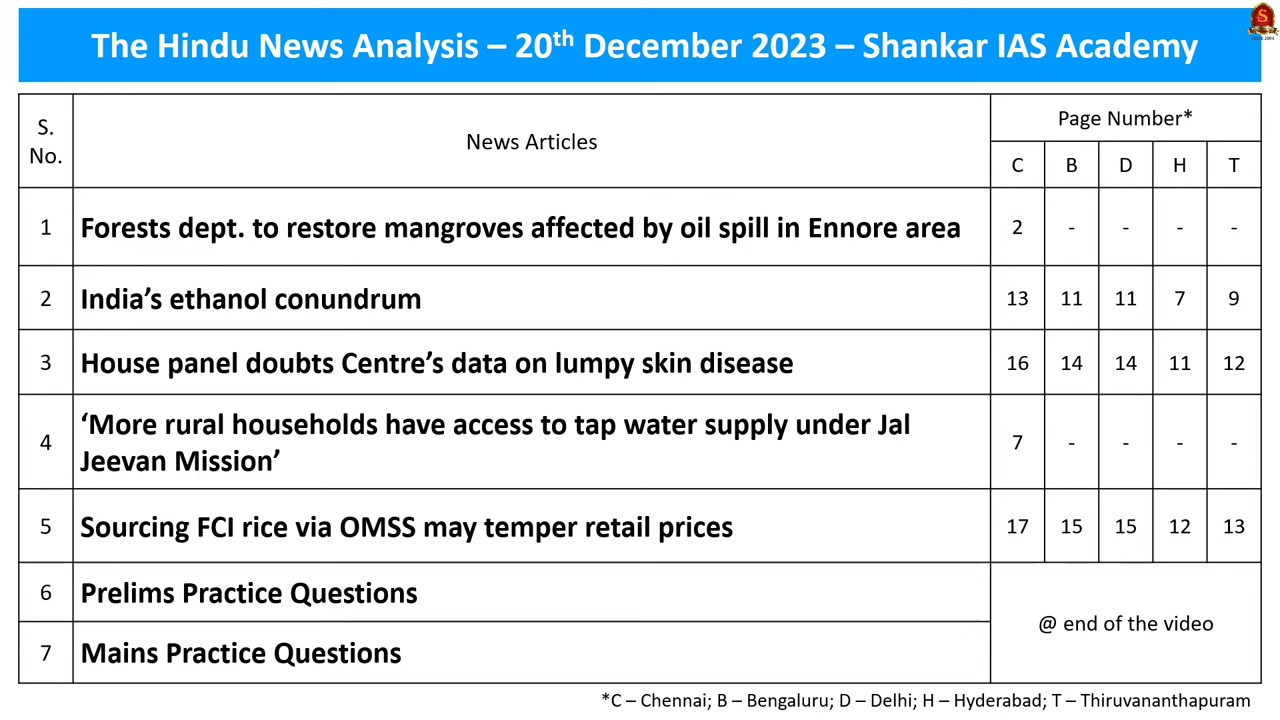 The Hindu News Analysis – 20th December 2023 – Shankar IAS Academy
S.
No.
News Articles
Page Number*
C B D H T
1 Forests dept. to restore mangroves affected by oil spill in Ennore area 2 - - - -
2 India’s ethanol conundrum 13 11 11 7 9
3 House panel doubts Centre’s data on lumpy skin disease 16 14 14 11 12
4 ‘More rural households have access to tap water supply under Jal
Jeevan Mission’ 7 - - - -
5 Sourcing FCI rice via OMSS may temper retail prices 17 15 15 12 13
6 Prelims Practice Questions
@ end of the video
7 Mains Practice Questions
*C – Chennai; B – Bengaluru; D – Delhi; H – Hyderabad; T – Thiruvananthapuram